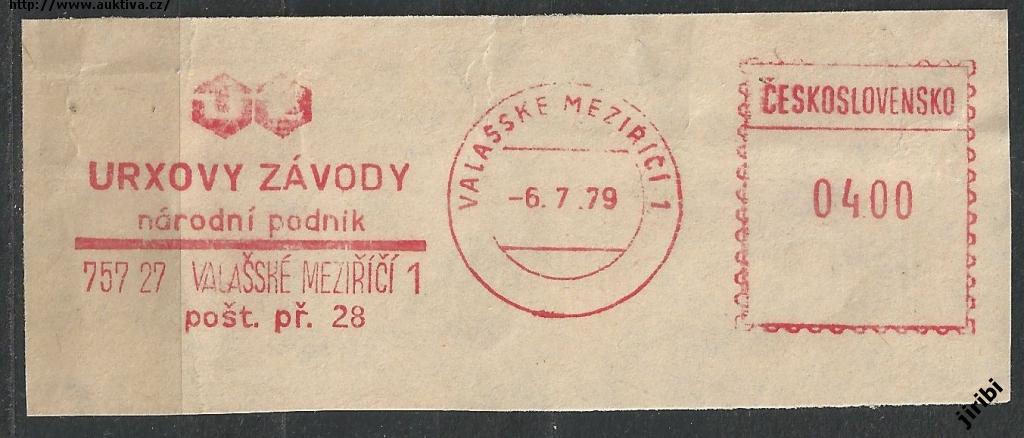 http://www.auktiva.cz/
URXOVY ZÁVODY
národní podnik
757 27 VALAŠSKÉ MEZIŘÍČÍ 1
pošt. př. 28
VALAŠSKÉ MEZIŘÍČÍ 1
-6.7.79
ČESKOSLOVENSKO
0400
jiribi